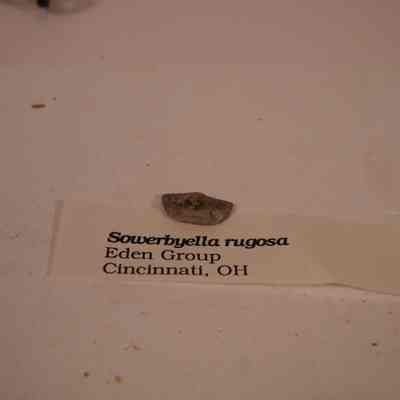 Sowerbyella rugosa
Eden Group
Cincinnati, OH